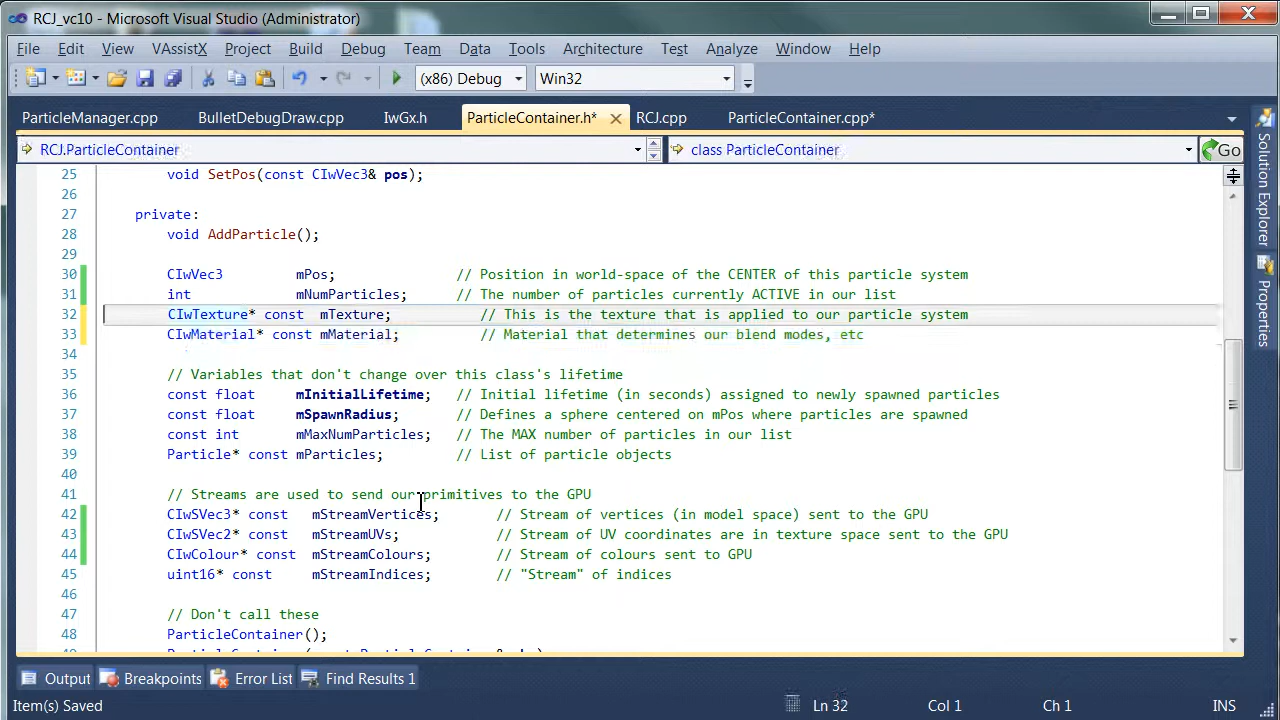 RCJ_vc10 - Microsoft Visual Studio (Administrator)
File Edit View VAssistX Project Build Debug Team Data Tools Architecture Test Analyze Window Help
(x86) Debug Win32
ParticleManager.cpp BulletDebugDraw.cpp IwGx.h ParticleContainer.h* RCJ.cpp ParticleContainer.cpp*
RCJ.ParticleContainer class ParticleContainer Go
25 void SetPos(const CIwVec3& pos);
26
27 private:
28 void AddParticle();
29
30 CIwVec3 mPos; // Position in world-space of the CENTER of this particle system
31 int mNumParticles; // The number of particles currently ACTIVE in our list
32 CIwTexture* const mTexture; // This is the texture that is applied to our particle system
33 CIwMaterial* const mMaterial; // Material that determines our blend modes, etc
34
35 // Variables that don't change over this class's lifetime
36 const float mInitialLifetime; // Initial lifetime (in seconds) assigned to newly spawned particles
37 const float mSpawnRadius; // Defines a sphere centered on mPos where particles are spawned
38 const int mMaxNumParticles; // The MAX number of particles in our list
39 Particle* const mParticles; // List of particle objects
40
41 // Streams are used to send our primitives to the GPU
42 CIwSVec3* const mStreamVertices; // Stream of vertices (in model space) sent to the GPU
43 CIwSVec2* const mStreamUVs; // Stream of UV coordinates are in texture space sent to the GPU
44 CIwColour* const mStreamColours; // Stream of colours sent to GPU
45 uint16* const mStreamIndices; // "Stream" of indices
46
47 // Don't call these
48 ParticleContainer();
Solution Explorer
Properties
Output Breakpoints Error List Find Results 1
Item(s) Saved Ln 32 Col 1 Ch 1 INS